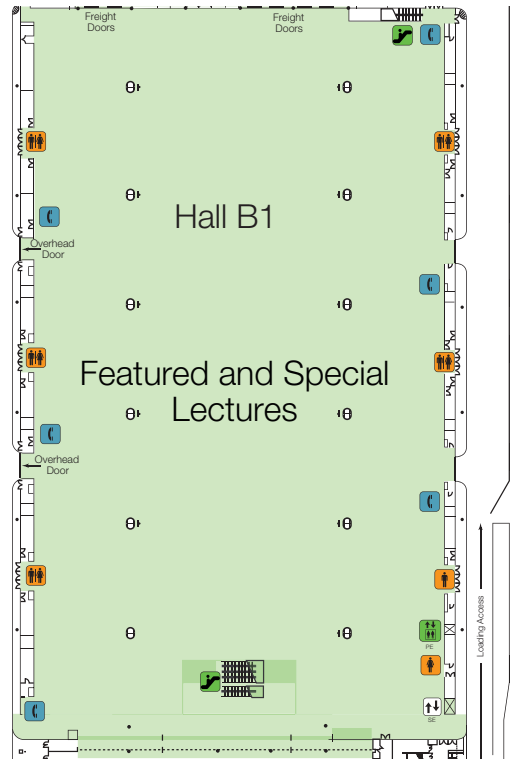 Freight
Doors
Freight
Doors
Hall B1
Overhead
Door
Featured and Special
Lectures
Overhead
Door
Loading Access
PE
SE